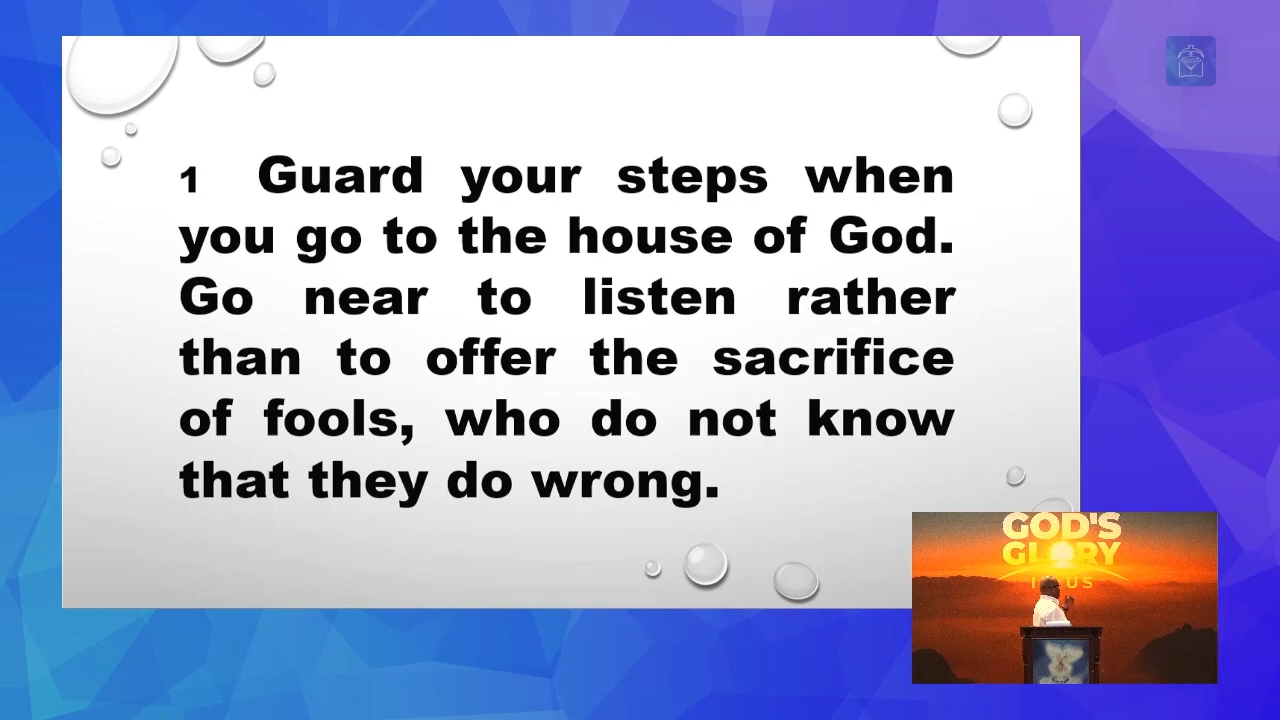 1 Guard your steps when
you go to the house of God.
Go near to listen rather
than to offer the sacrifice
of fools, who do not know
that they do wrong.
GOD'S
GLORY